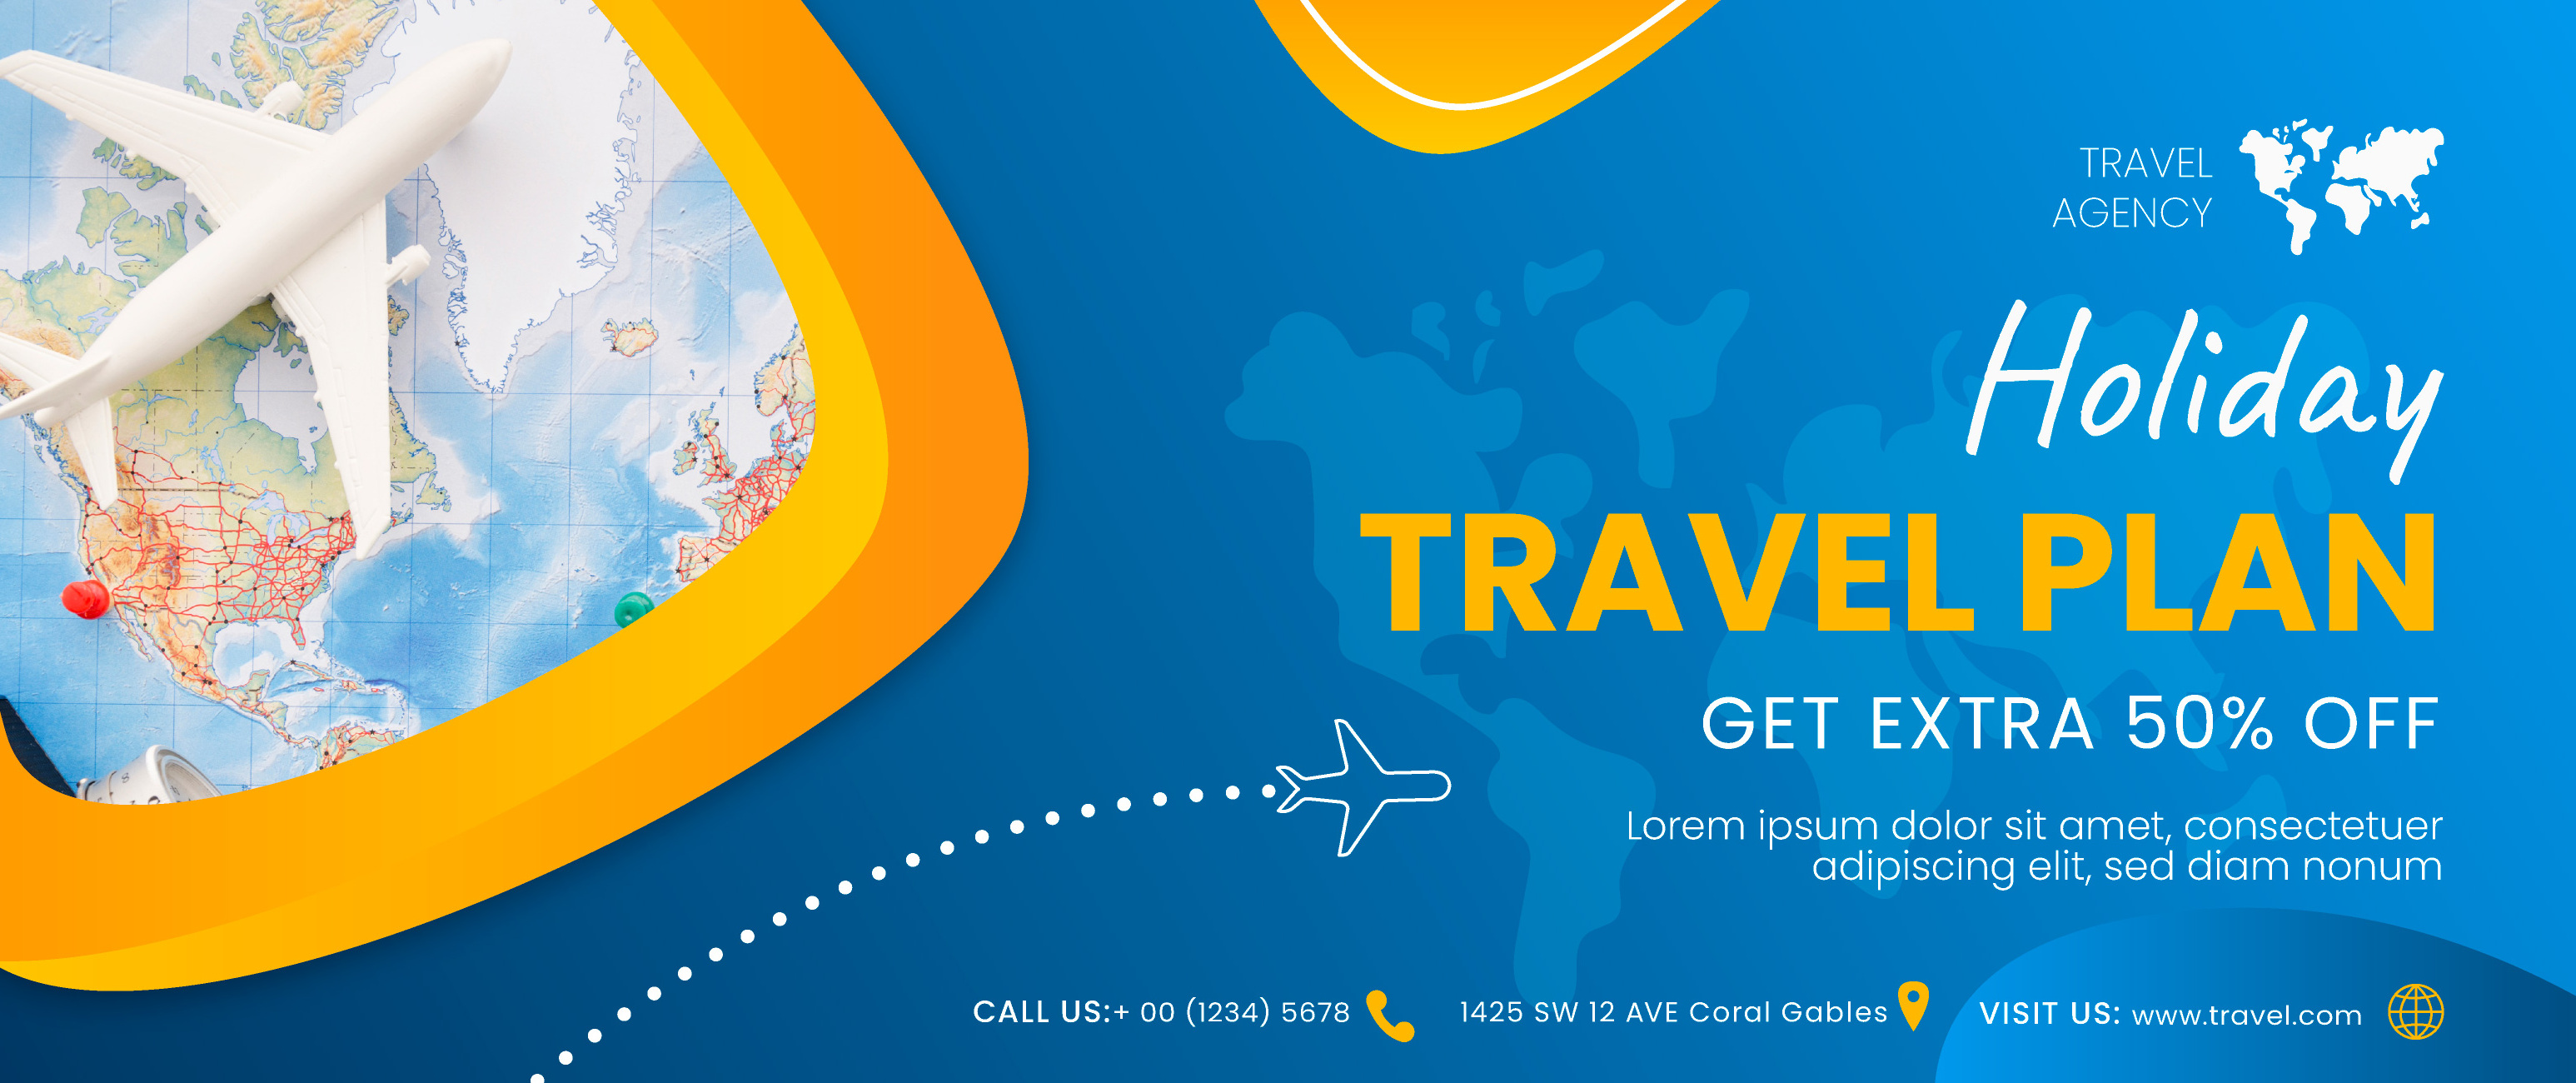 TRAVEL
AGENCY
Holiday
TRAVEL PLAN
GET EXTRA 50% OFF
Lorem ipsum dolor sit amet, consectetuer
adipiscing elit, sed diam nonum
CALL US:+ 00 (1234) 5678
1425 SW 12 AVE Coral Gables
VISIT US: www.travel.com